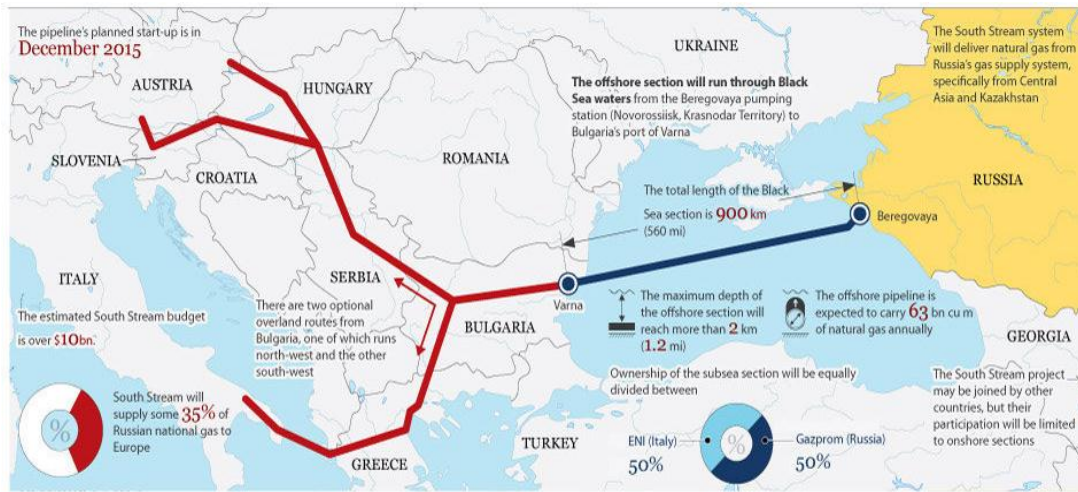 The pipeline's planned start-up is in
December 2015
AUSTRIA
HUNGARY
UKRAINE
The South Stream system
will deliver natural gas from
Russia's gas supply system,
specifically from Central
Asia and Kazakhstan
The offshore section will run through Black
Sea waters from the Beregovaya pumping
station (Novorossiisk, Krasnodar Territory) to
Bulgaria's port of Varna
SLOVENIA
CROATIA
ROMANIA
RUSSIA
The total length of the Black
Sea section is 900 km
(560 mi)
Beregovaya
ITALY
SERBIA
The estimated South Stream budget
is over $10bn.
There are two optional
overland routes from
Bulgaria, one of which runs
north-west and the other
south-west
BULGARIA
Varna
The maximum depth of
the offshore section will
reach more than 2 km
(1.2 mi)
The offshore pipeline is
expected to carry 63 bn cu m
of natural gas annually
GEORGIA
%
South Stream will
supply some 35% of
Russian national gas to
Europe
GREECE
TURKEY
Ownership of the subsea section will be equally
divided between
ENI (Italy)
50%
%
Gazprom (Russia)
50%
The South Stream project
may be joined by other
countries, but their
participation will be limited
to onshore sections